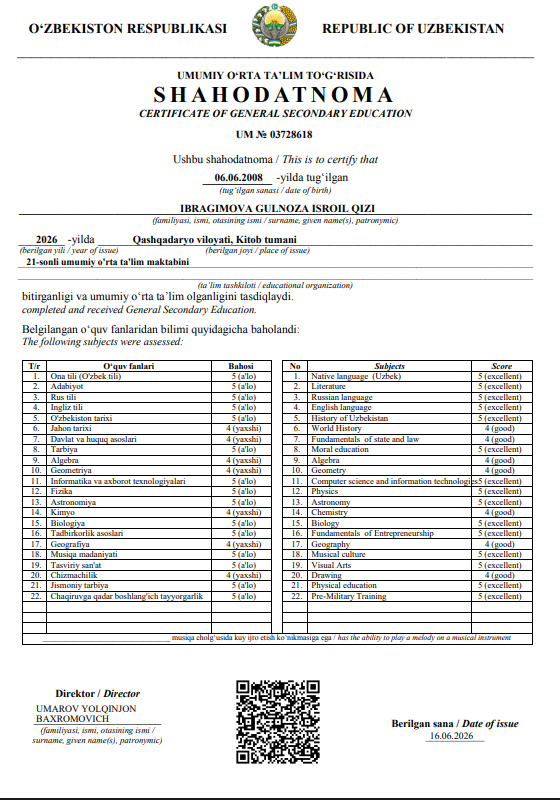 O‘ZBEKISTON RESPUBLIKASI REPUBLIC OF UZBEKISTAN
UMUMIY O‘RTA TA’LIM TO‘G‘RISIDA
SHAHODATNOMA
CERTIFICATE OF GENERAL SECONDARY EDUCATION
UM № 03728618
Ushbu shahodatnoma / This is to certify that
06.06.2008 -yilda tug‘ilgan
(tug‘ilgan sanasi / date of birth)
IBRAGIMOVA GULNOZA ISROIL QIZI
(familiyasi, ismi, otasining ismi / surname, given name(s), patronymic)
2026 -yilda Qashqadaryo viloyati, Kitob tumani
(berilgan yili / year of issue) (berilgan joyi / place of issue)
21-sonli umumiy o'rta ta'lim maktabini
(ta’lim tashkiloti / educational organization)
bitirganligi va umumiy o‘rta ta’lim olganligini tasdiqlaydi.
completed and received General Secondary Education.
Belgilangan o‘quv fanlaridan bilimi quyidagicha baholandi:
The following subjects were assessed:
T/r O‘quv fanlari Bahosi No Subjects Score
1. Ona tili (O'zbek tili) 5 (a'lo) 1. Native language (Uzbek) 5 (excellent)
2. Adabiyot 5 (a'lo) 2. Literature 5 (excellent)
3. Rus tili 5 (a'lo) 3. Russian language 5 (excellent)
4. Ingliz tili 5 (a'lo) 4. English language 5 (excellent)
5. O'zbekiston tarixi 5 (a'lo) 5. History of Uzbekistan 5 (excellent)
6. Jahon tarixi 4 (yaxshi) 6. World History 4 (good)
7. Davlat va huquq asoslari 4 (yaxshi) 7. Fundamentals of state and law 4 (good)
8. Tarbiya 5 (a'lo) 8. Moral education 5 (excellent)
9. Algebra 4 (yaxshi) 9. Algebra 4 (good)
10. Geometriya 4 (yaxshi) 10. Geometry 4 (good)
11. Informatika va axborot texnologiyalari 5 (a'lo) 11. Computer science and information technologies 5 (excellent)
12. Fizika 5 (a'lo) 12. Physics 5 (excellent)
13. Astronomiya 5 (a'lo) 13. Astronomy 5 (excellent)
14. Kimyo 4 (yaxshi) 14. Chemistry 4 (good)
15. Biologiya 5 (a'lo) 15. Biology 5 (excellent)
16. Tadbirkorlik asoslari 5 (a'lo) 16. Fundamentals of Entrepreneurship 5 (excellent)
17. Geografiya 4 (yaxshi) 17. Geography 4 (good)
18. Musiqa madaniyati 5 (a'lo) 18. Musical culture 5 (excellent)
19. Tasviriy san'at 5 (a'lo) 19. Visual Arts 5 (excellent)
20. Chizmachilik 4 (yaxshi) 20. Drawing 4 (good)
21. Jismoniy tarbiya 5 (a'lo) 21. Physical education 5 (excellent)
22. Chaqiruvga qadar boshlang'ich tayyorgarlik 5 (a'lo) 22. Pre-Military Training 5 (excellent)
musiqa cholg‘usida kuy ijro etish ko‘nikmasiga ega / has the ability to play a melody on a musical instrument
Direktor / Director
UMAROV YOLQINJON
BAXROMOVICH
(familiyasi, ismi, otasining ismi /
surname, given name(s), patronymic)
Berilgan sana / Date of issue
16.06.2026